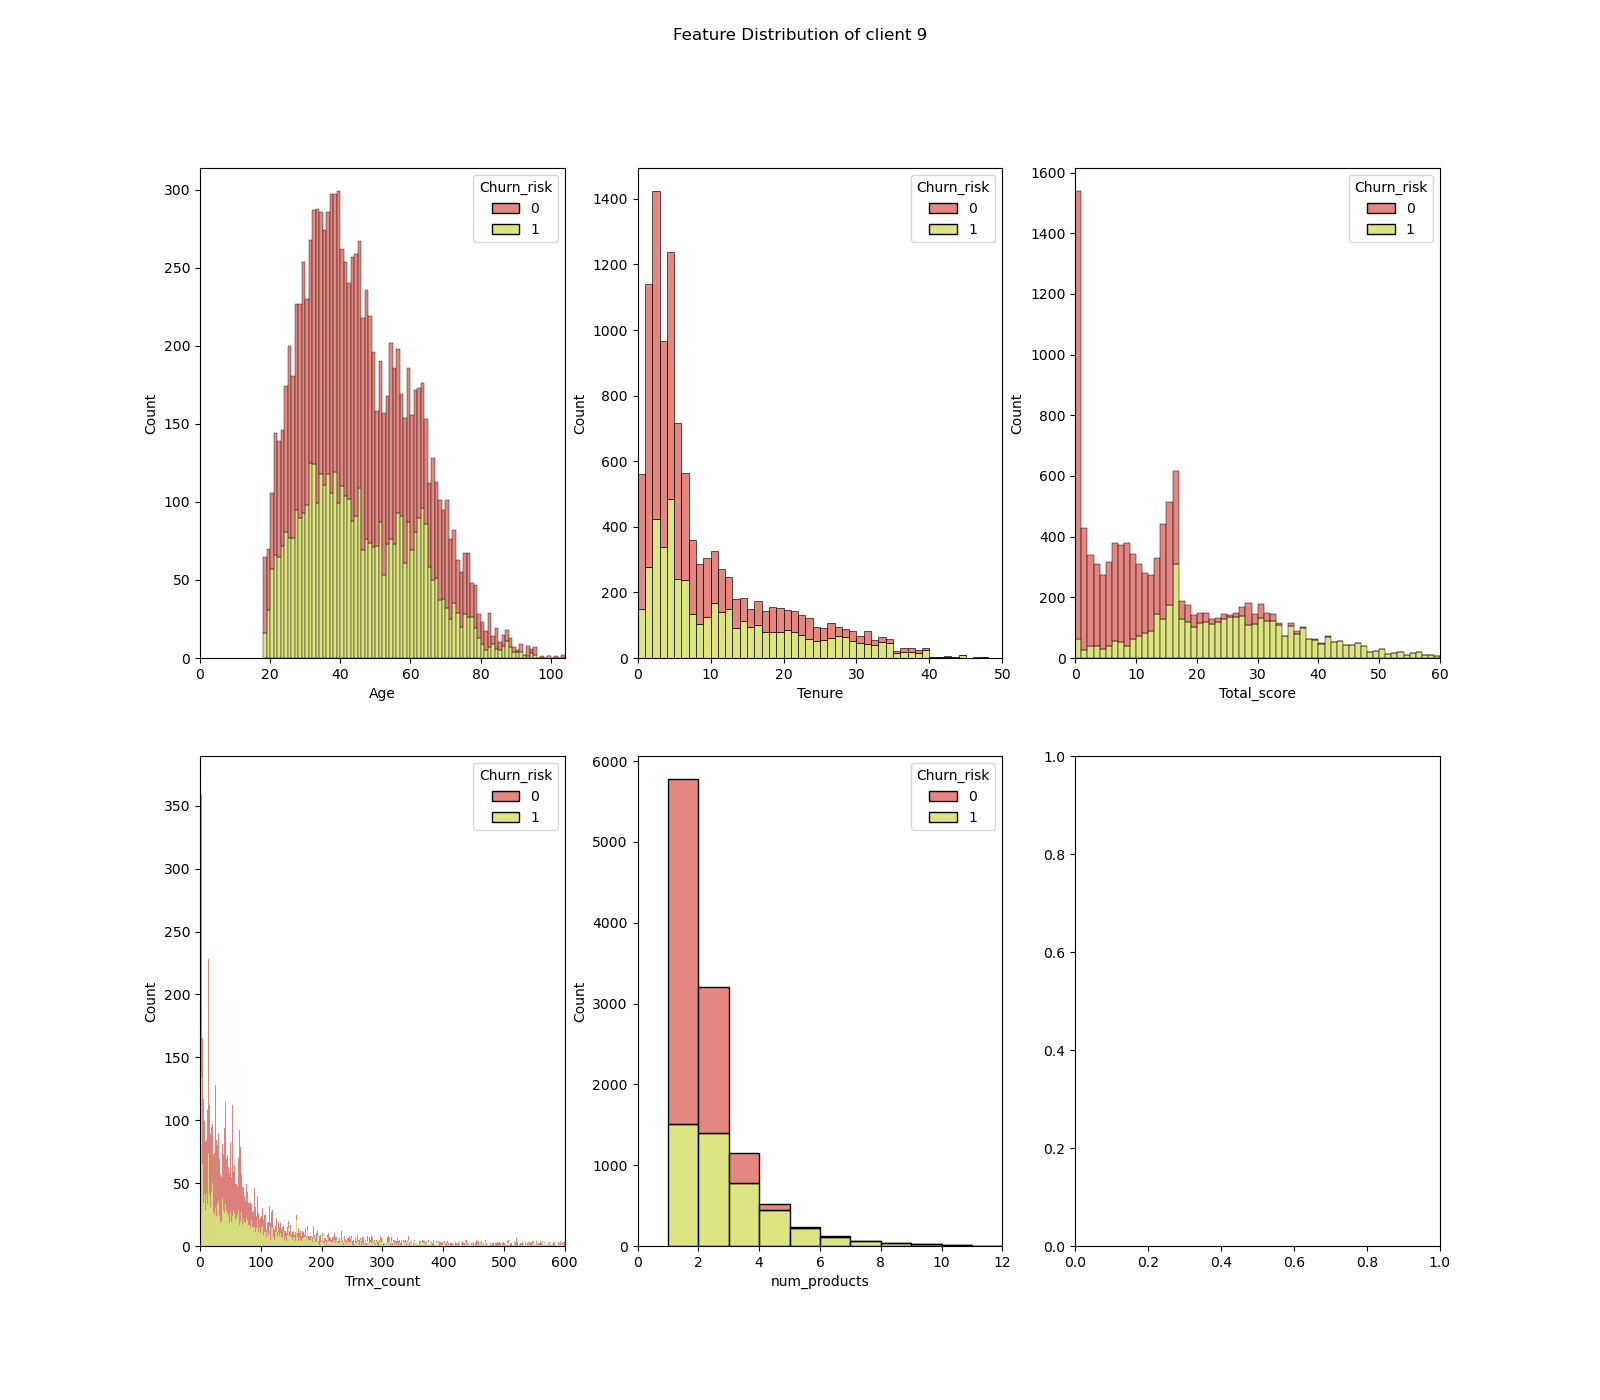 Feature Distribution of client 9
Churn_risk
0
1
300
250
200
150
100
50
0
Count
0 20 40 60 80 100
Age
Churn_risk
0
1
1400
1200
1000
800
600
400
200
0
Count
0 10 20 30 40 50
Tenure
Churn_risk
0
1
1600
1400
1200
1000
800
600
400
200
0
Count
0 10 20 30 40 50 60
Total_score
Churn_risk
0
1
350
300
250
200
150
100
50
0
Count
0 100 200 300 400 500 600
Trnx_count
Churn_risk
0
1
6000
5000
4000
3000
2000
1000
0
Count
0 2 4 6 8 10 12
num_products
1.0
0.8
0.6
0.4
0.2
0.0
0.0 0.2 0.4 0.6 0.8 1.0